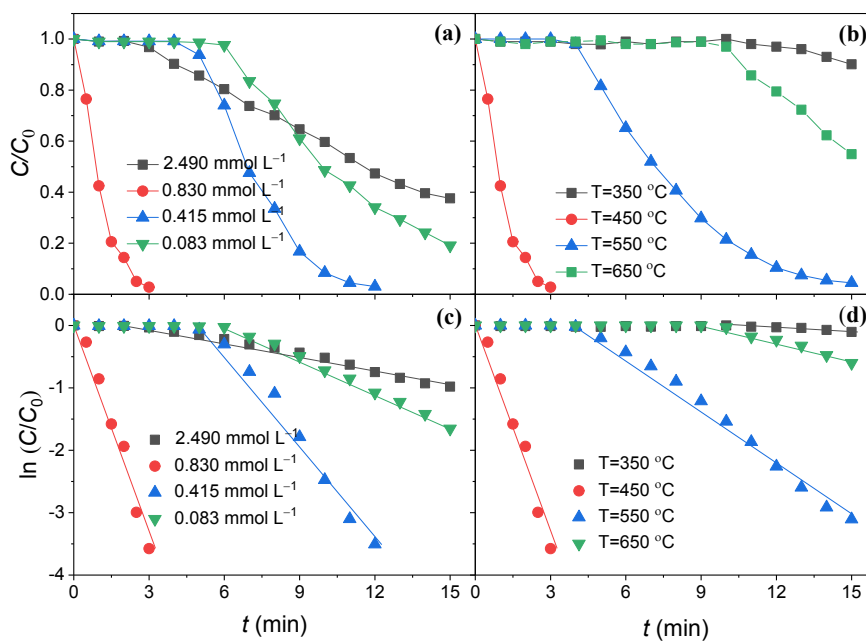 (a)
1.0
0.8
0.6
0.4
0.2
0.0
C/C₀
2.490 mmol L⁻¹
0.830 mmol L⁻¹
0.415 mmol L⁻¹
0.083 mmol L⁻¹
(b)
T=350 °C
T=450 °C
T=550 °C
T=650 °C
(c)
0
-1
-2
-3
-4
ln (C/C₀)
2.490 mmol L⁻¹
0.830 mmol L⁻¹
0.415 mmol L⁻¹
0.083 mmol L⁻¹
0 3 6 9 12 15
t (min)
(d)
T=350 °C
T=450 °C
T=550 °C
T=650 °C
0 3 6 9 12 15
t (min)